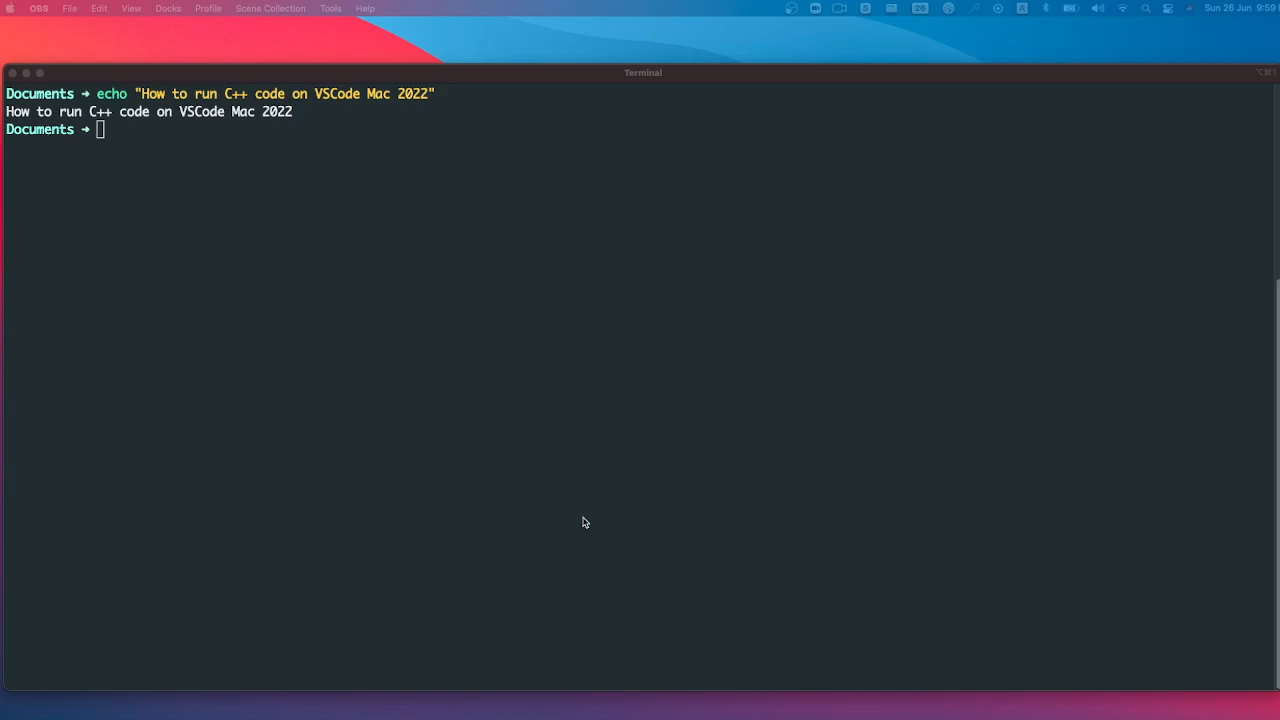 OBS File Edit View Docks Profile Scene Collection Tools Help 26 A Sun 26 Jun 9:59
Terminal
Documents ➜ echo "How to run C++ code on VSCode Mac 2022"
How to run C++ code on VSCode Mac 2022
Documents ➜